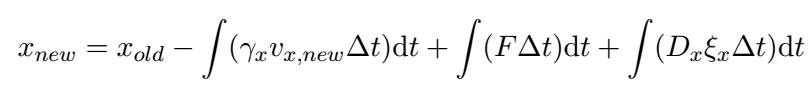 $x_{new} = x_{old} - \int (\gamma_x v_{x,new} \Delta t) \mathrm{d}t + \int (F \Delta t) \mathrm{d}t + \int (D_x \xi_x \Delta t) \mathrm{d}t$